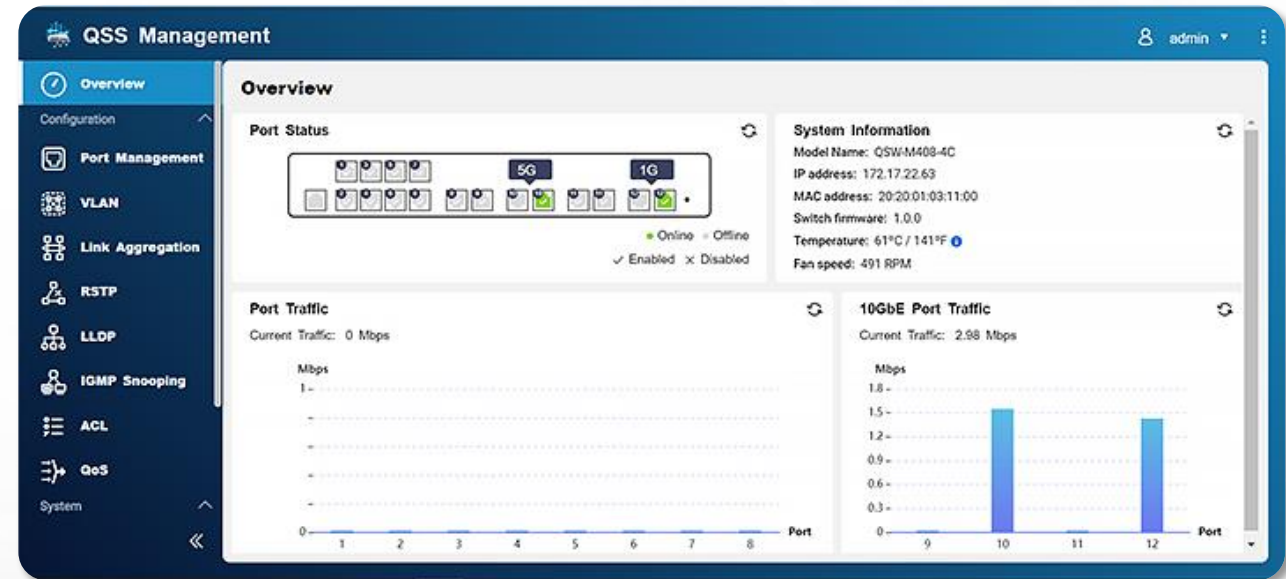 QSS Management
admin
Overview
Configuration
Port Management
VLAN
Link Aggregation
RSTP
LLDP
IGMP Snooping
ACL
QoS
System
Overview
Port Status
5G
1G
Online Offline
Enabled Disabled
System Information
Model Name: QSW-M408-4C
IP address: 172.17.22.63
MAC address: 20:20:01:03:11:00
Switch firmware: 1.0.0
Temperature: 61°C / 141°F
Fan speed: 491 RPM
Port Traffic
Current Traffic: 0 Mbps
Mbps
1
0
Port
1 2 3 4 5 6 7 8
10GbE Port Traffic
Current Traffic: 2.98 Mbps
Mbps
1.8
1.5
1.2
0.9
0.6
0.3
0
Port
9 10 11 12